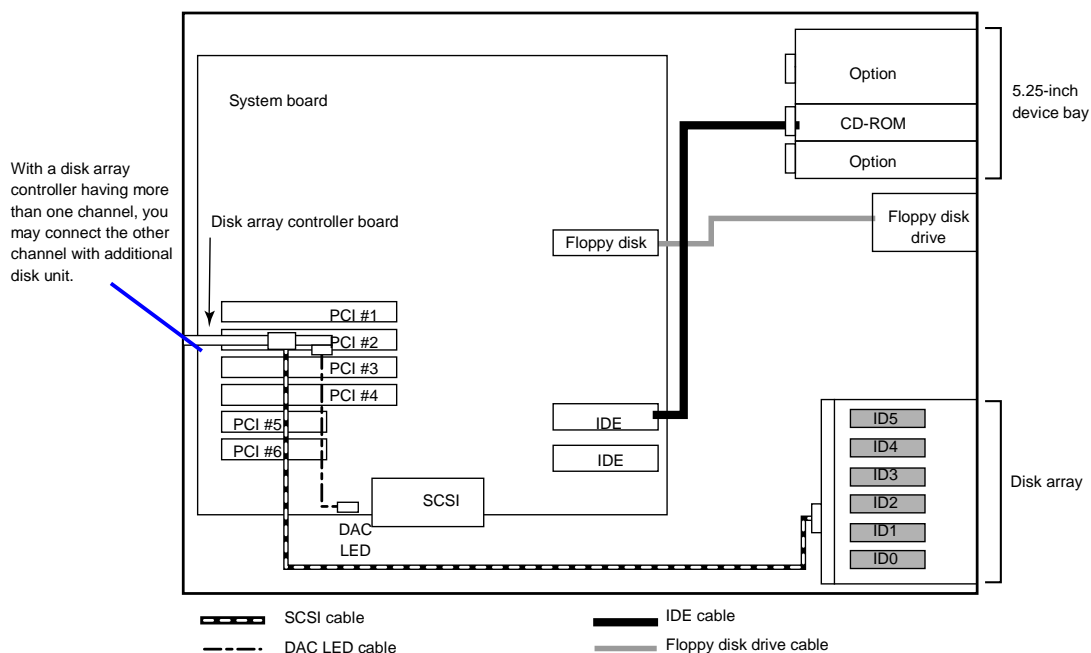 Option
System board
5.25-inch
device bay
CD-ROM
Option
With a disk array
controller having more
than one channel, you
may connect the other
channel with additional
disk unit.
Disk array controller board
Floppy disk
Floppy disk
drive
PCI #1
PCI #2
PCI #3
PCI #4
PCI #5
PCI #6
IDE
IDE
SCSI
DAC
LED
ID5
ID4
ID3
ID2
ID1
ID0
Disk array
SCSI cable
IDE cable
DAC LED cable
Floppy disk drive cable